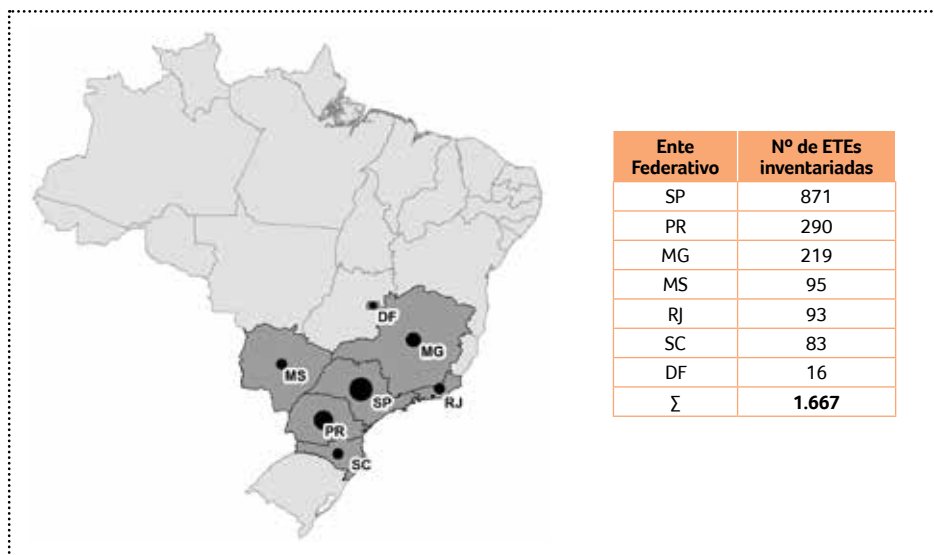 DF
MG
MS
SP
RJ
PR
SC
Ente Federativo Nº de ETEs inventariadas
SP 871
PR 290
MG 219
MS 95
RJ 93
SC 83
DF 16
Σ 1.667